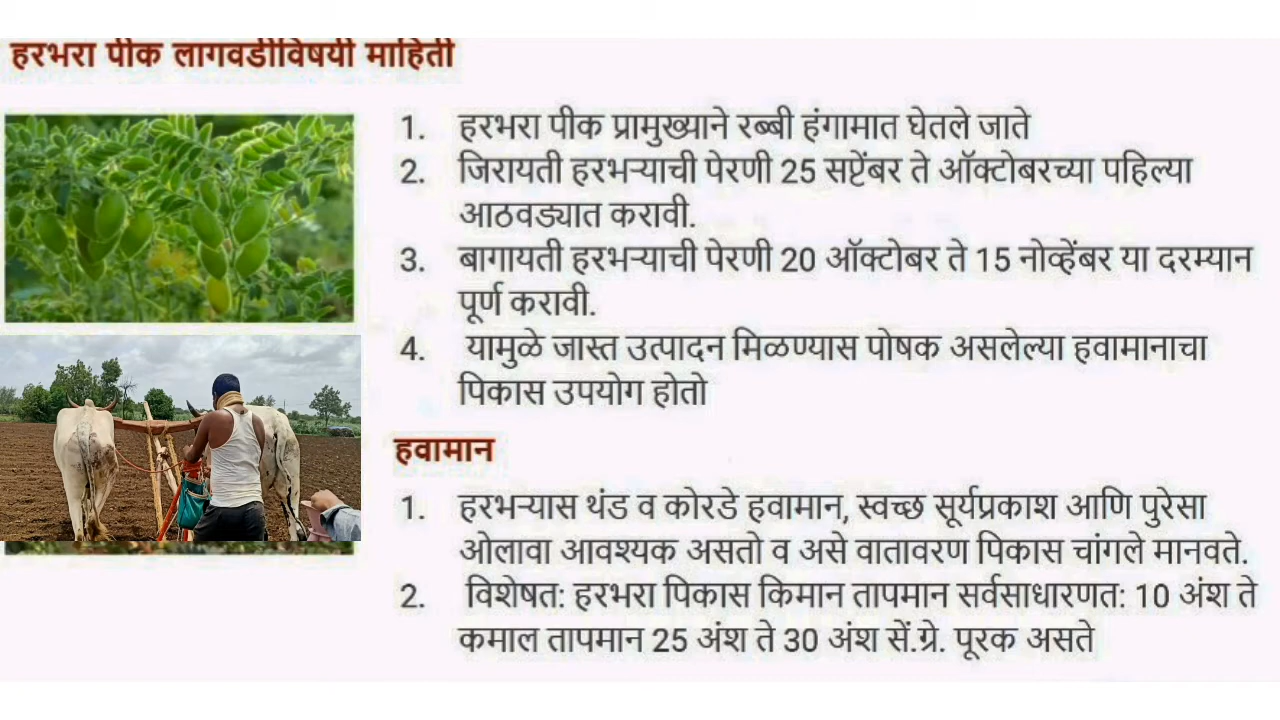 हरभरा पीक लागवडीविषयी माहिती
1. हरभरा पीक प्रामुख्याने रब्बी हंगामात घेतले जाते
2. जिरायती हरभऱ्याची पेरणी 25 सप्टेंबर ते ऑक्टोबरच्या पहिल्या
आठवड्यात करावी.
3. बागायती हरभऱ्याची पेरणी 20 ऑक्टोबर ते 15 नोव्हेंबर या दरम्यान
पूर्ण करावी.
4. यामुळे जास्त उत्पादन मिळण्यास पोषक असलेल्या हवामानाचा
पिकास उपयोग होतो
हवामान
1. हरभऱ्यास थंड व कोरडे हवामान, स्वच्छ सूर्यप्रकाश आणि पुरेसा
ओलावा आवश्यक असतो व असे वातावरण पिकास चांगले मानवते.
2. विशेषत: हरभरा पिकास किमान तापमान सर्वसाधारणत: 10 अंश ते
कमाल तापमान 25 अंश ते 30 अंश सें.ग्रे. पूरक असते